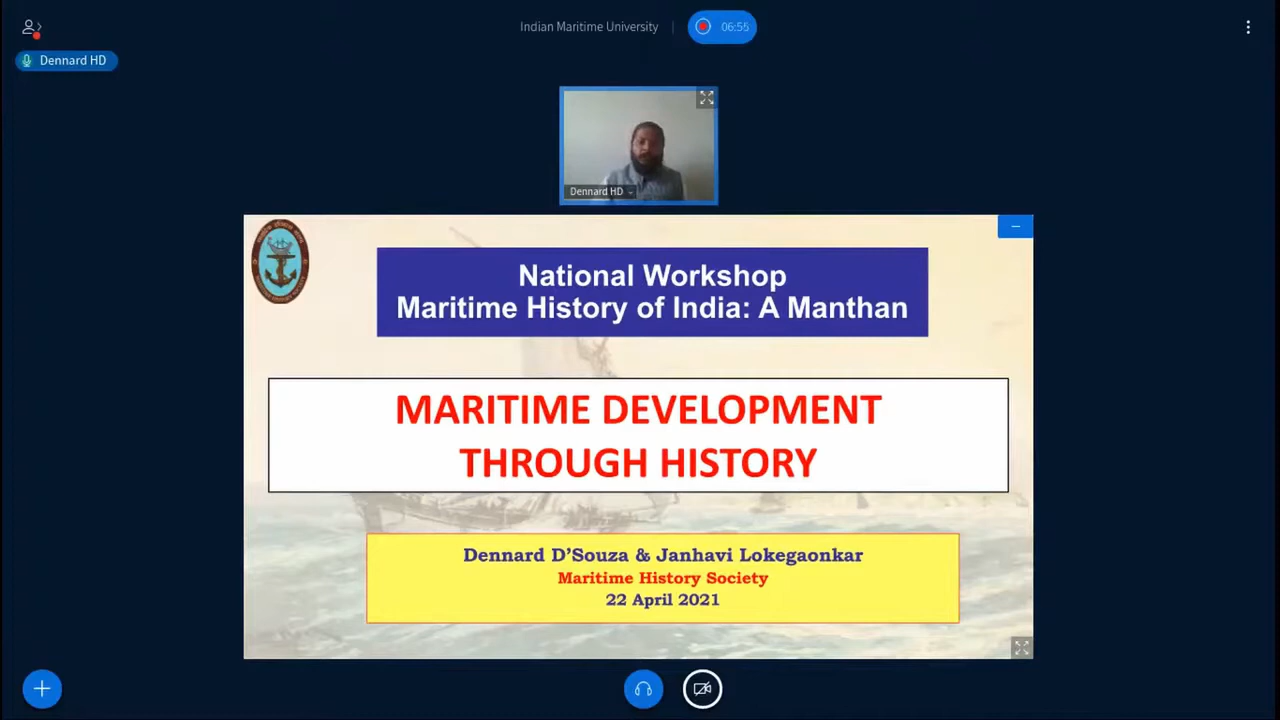 Indian Maritime University
06:55
Dennard HD
Dennard HD
National Workshop
Maritime History of India: A Manthan
MARITIME DEVELOPMENT
THROUGH HISTORY
Dennard D'Souza & Janhavi Lokegaonkar
Maritime History Society
22 April 2021